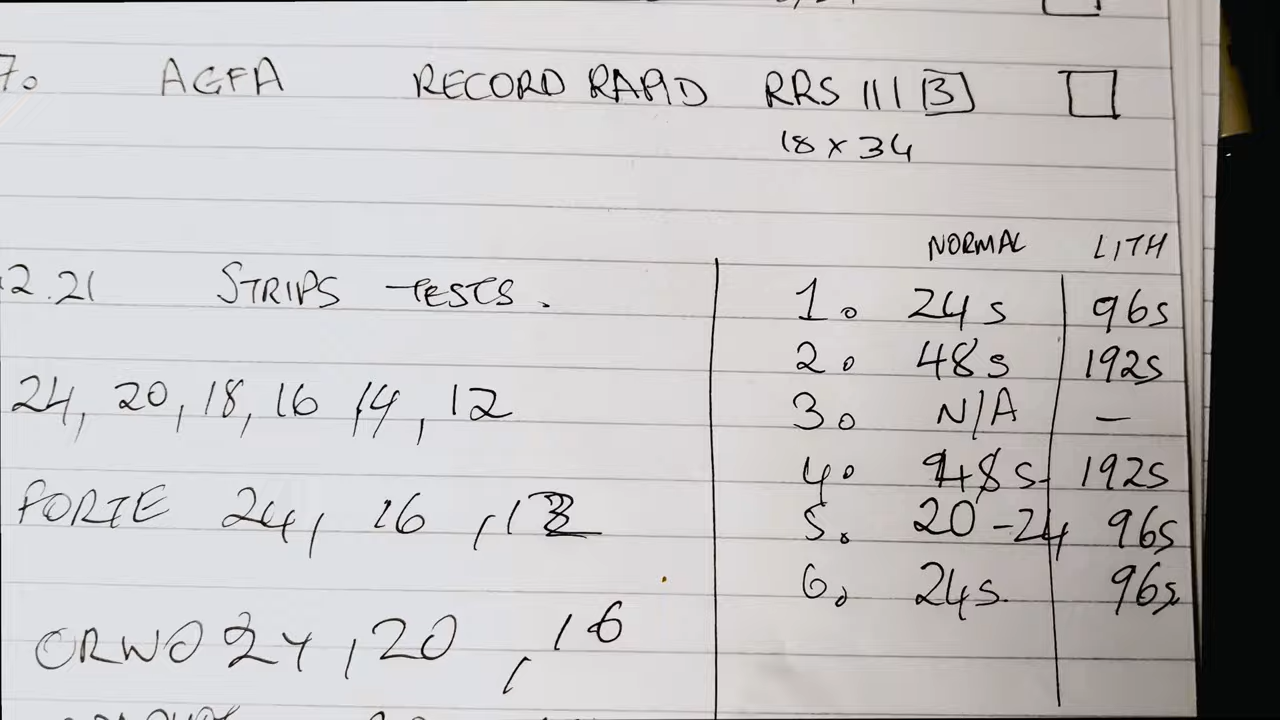 7. AGFA RECORD RAPID RRS 111 3
18 x 34
2.21 STRIPS TESTS.
24, 20, 18, 16 14, 12
FORTE 24, 16, 12
ORWO 24, 20, 16
NORMAL LITH
1. 24s 96s
2. 48s 192s
3. N/A —
4. 48s 192s
5. 20-24 96s
6. 24s. 96s